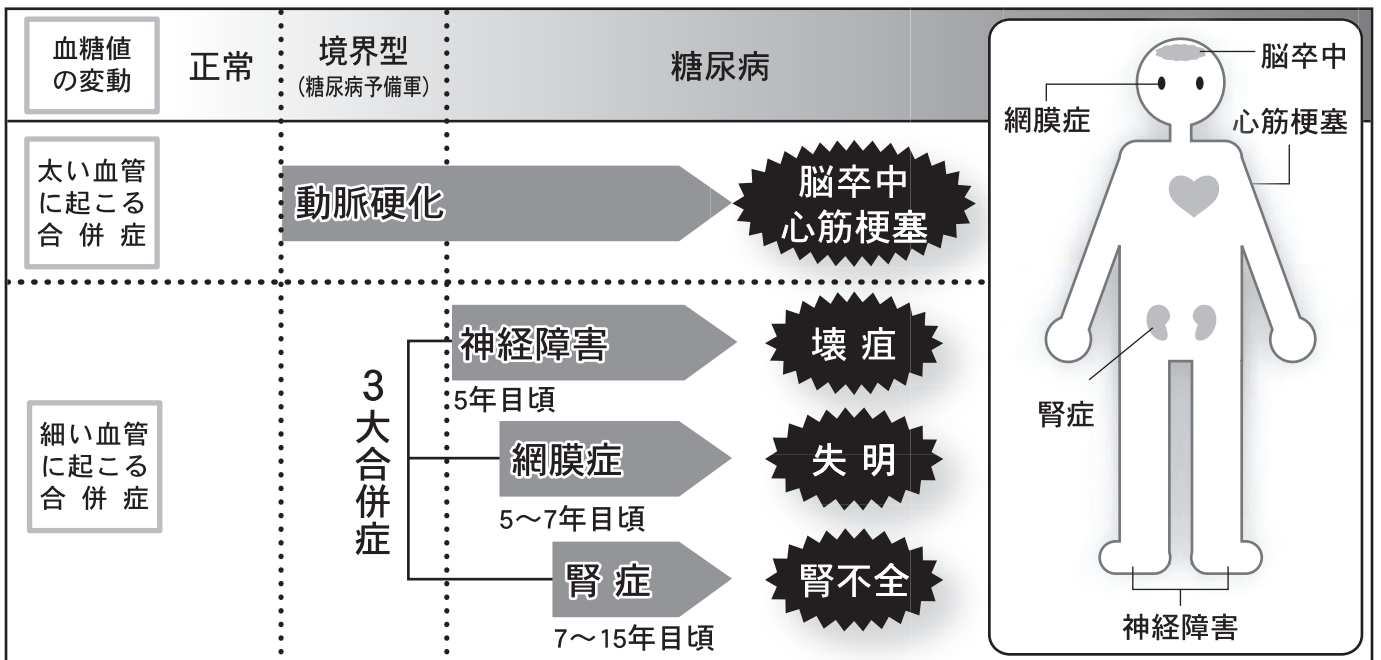 血糖値
の変動
正常
境界型
(糖尿病予備軍)
糖尿病
太い血管
に起こる
合併症
動脈硬化
脳卒中
心筋梗塞
細い血管
に起こる
合併症
3大合併症
神経障害
5年目頃
壊疽
網膜症
5〜7年目頃
失明
腎症
7〜15年目頃
腎不全
脳卒中
網膜症
心筋梗塞
腎症
神経障害